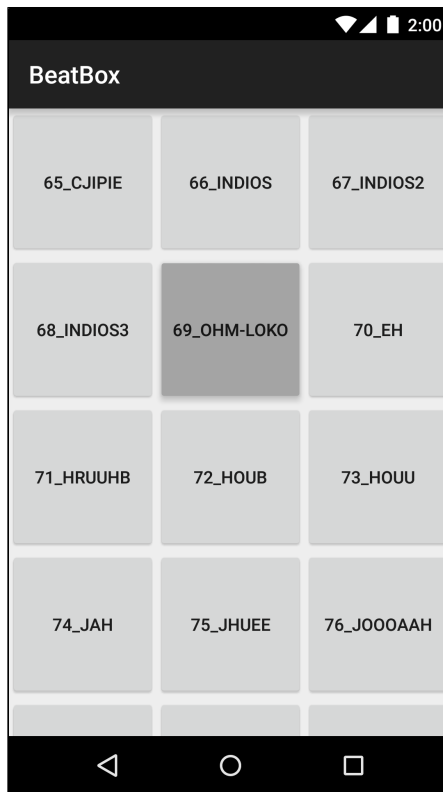 2:00
BeatBox
65_CJIPIE 66_INDIOS 67_INDIOS2
68_INDIOS3 69_OHM-LOKO 70_EH
71_HRUUHB 72_HOUB 73_HOUU
74_JAH 75_JHUEE 76_JOOOAAH